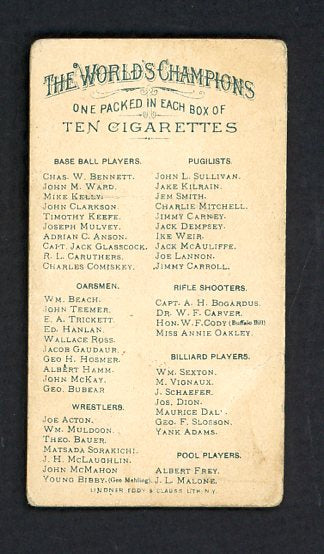 THE WORLD'S CHAMPIONS
ONE PACKED IN EACH BOX OF
TEN CIGARETTES
BASE BALL PLAYERS.
CHAS. W. BENNETT.
JOHN M. WARD.
MIKE KELLY.
JOHN CLARKSON.
TIMOTHY KEEFE.
JOSEPH MULVEY.
ADRIAN C. ANSON.
CAPT. JACK GLASSCOCK.
R. L. CARUTHERS.
CHARLES COMISKEY.
OARSMEN.
WM. BEACH.
JOHN TEEMER.
E. A. TRICKETT.
ED. HANLAN.
WALLACE ROSS.
JACOB GAUDAUR.
GEO. H. HOSMER.
ALBERT HAMM.
JOHN McKAY.
GEO. BUBEAR
WRESTLERS.
JOE ACTON.
WM. MULDOON.
THEO. BAUER.
MATSADA SORAKICHI.
J. H. McLAUGHLIN.
JOHN McMAHON
YOUNG BIBBY. (Geo Mehling).
PUGILISTS.
JOHN L. SULLIVAN.
JAKE KILRAIN.
JEM SMITH.
CHARLIE MITCHELL.
JIMMY CARNEY.
JACK DEMPSEY.
IKE WEIR.
JACK McAULIFFE.
JOE LANNON.
JIMMY CARROLL.
RIFLE SHOOTERS.
CAPT. A. H. BOGARDUS.
DR. W. F. CARVER.
HON. W. F. CODY (Buffalo Bill)
MISS ANNIE OAKLEY.
BILLIARD PLAYERS.
WM. SEXTON.
M. VIGNAUX.
J. SCHAEFER.
JOS. DION.
MAURICE DALY.
GEO. F. SLOSSON.
YANK ADAMS.
POOL PLAYERS.
ALBERT FREY.
J. L. MALONE.
LINDNER EDDY & CLAUSS LITH. N.Y.